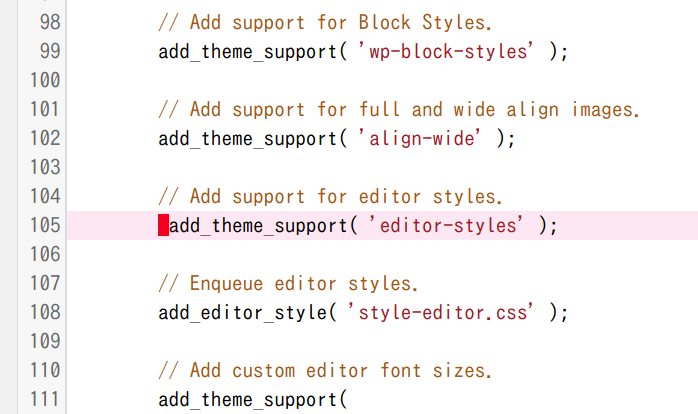 98 // Add support for Block Styles.
99 add_theme_support( 'wp-block-styles' );
100
101 // Add support for full and wide align images.
102 add_theme_support( 'align-wide' );
103
104 // Add support for editor styles.
105 add_theme_support( 'editor-styles' );
106
107 // Enqueue editor styles.
108 add_editor_style( 'style-editor.css' );
109
110 // Add custom editor font sizes.
111 add_theme_support(